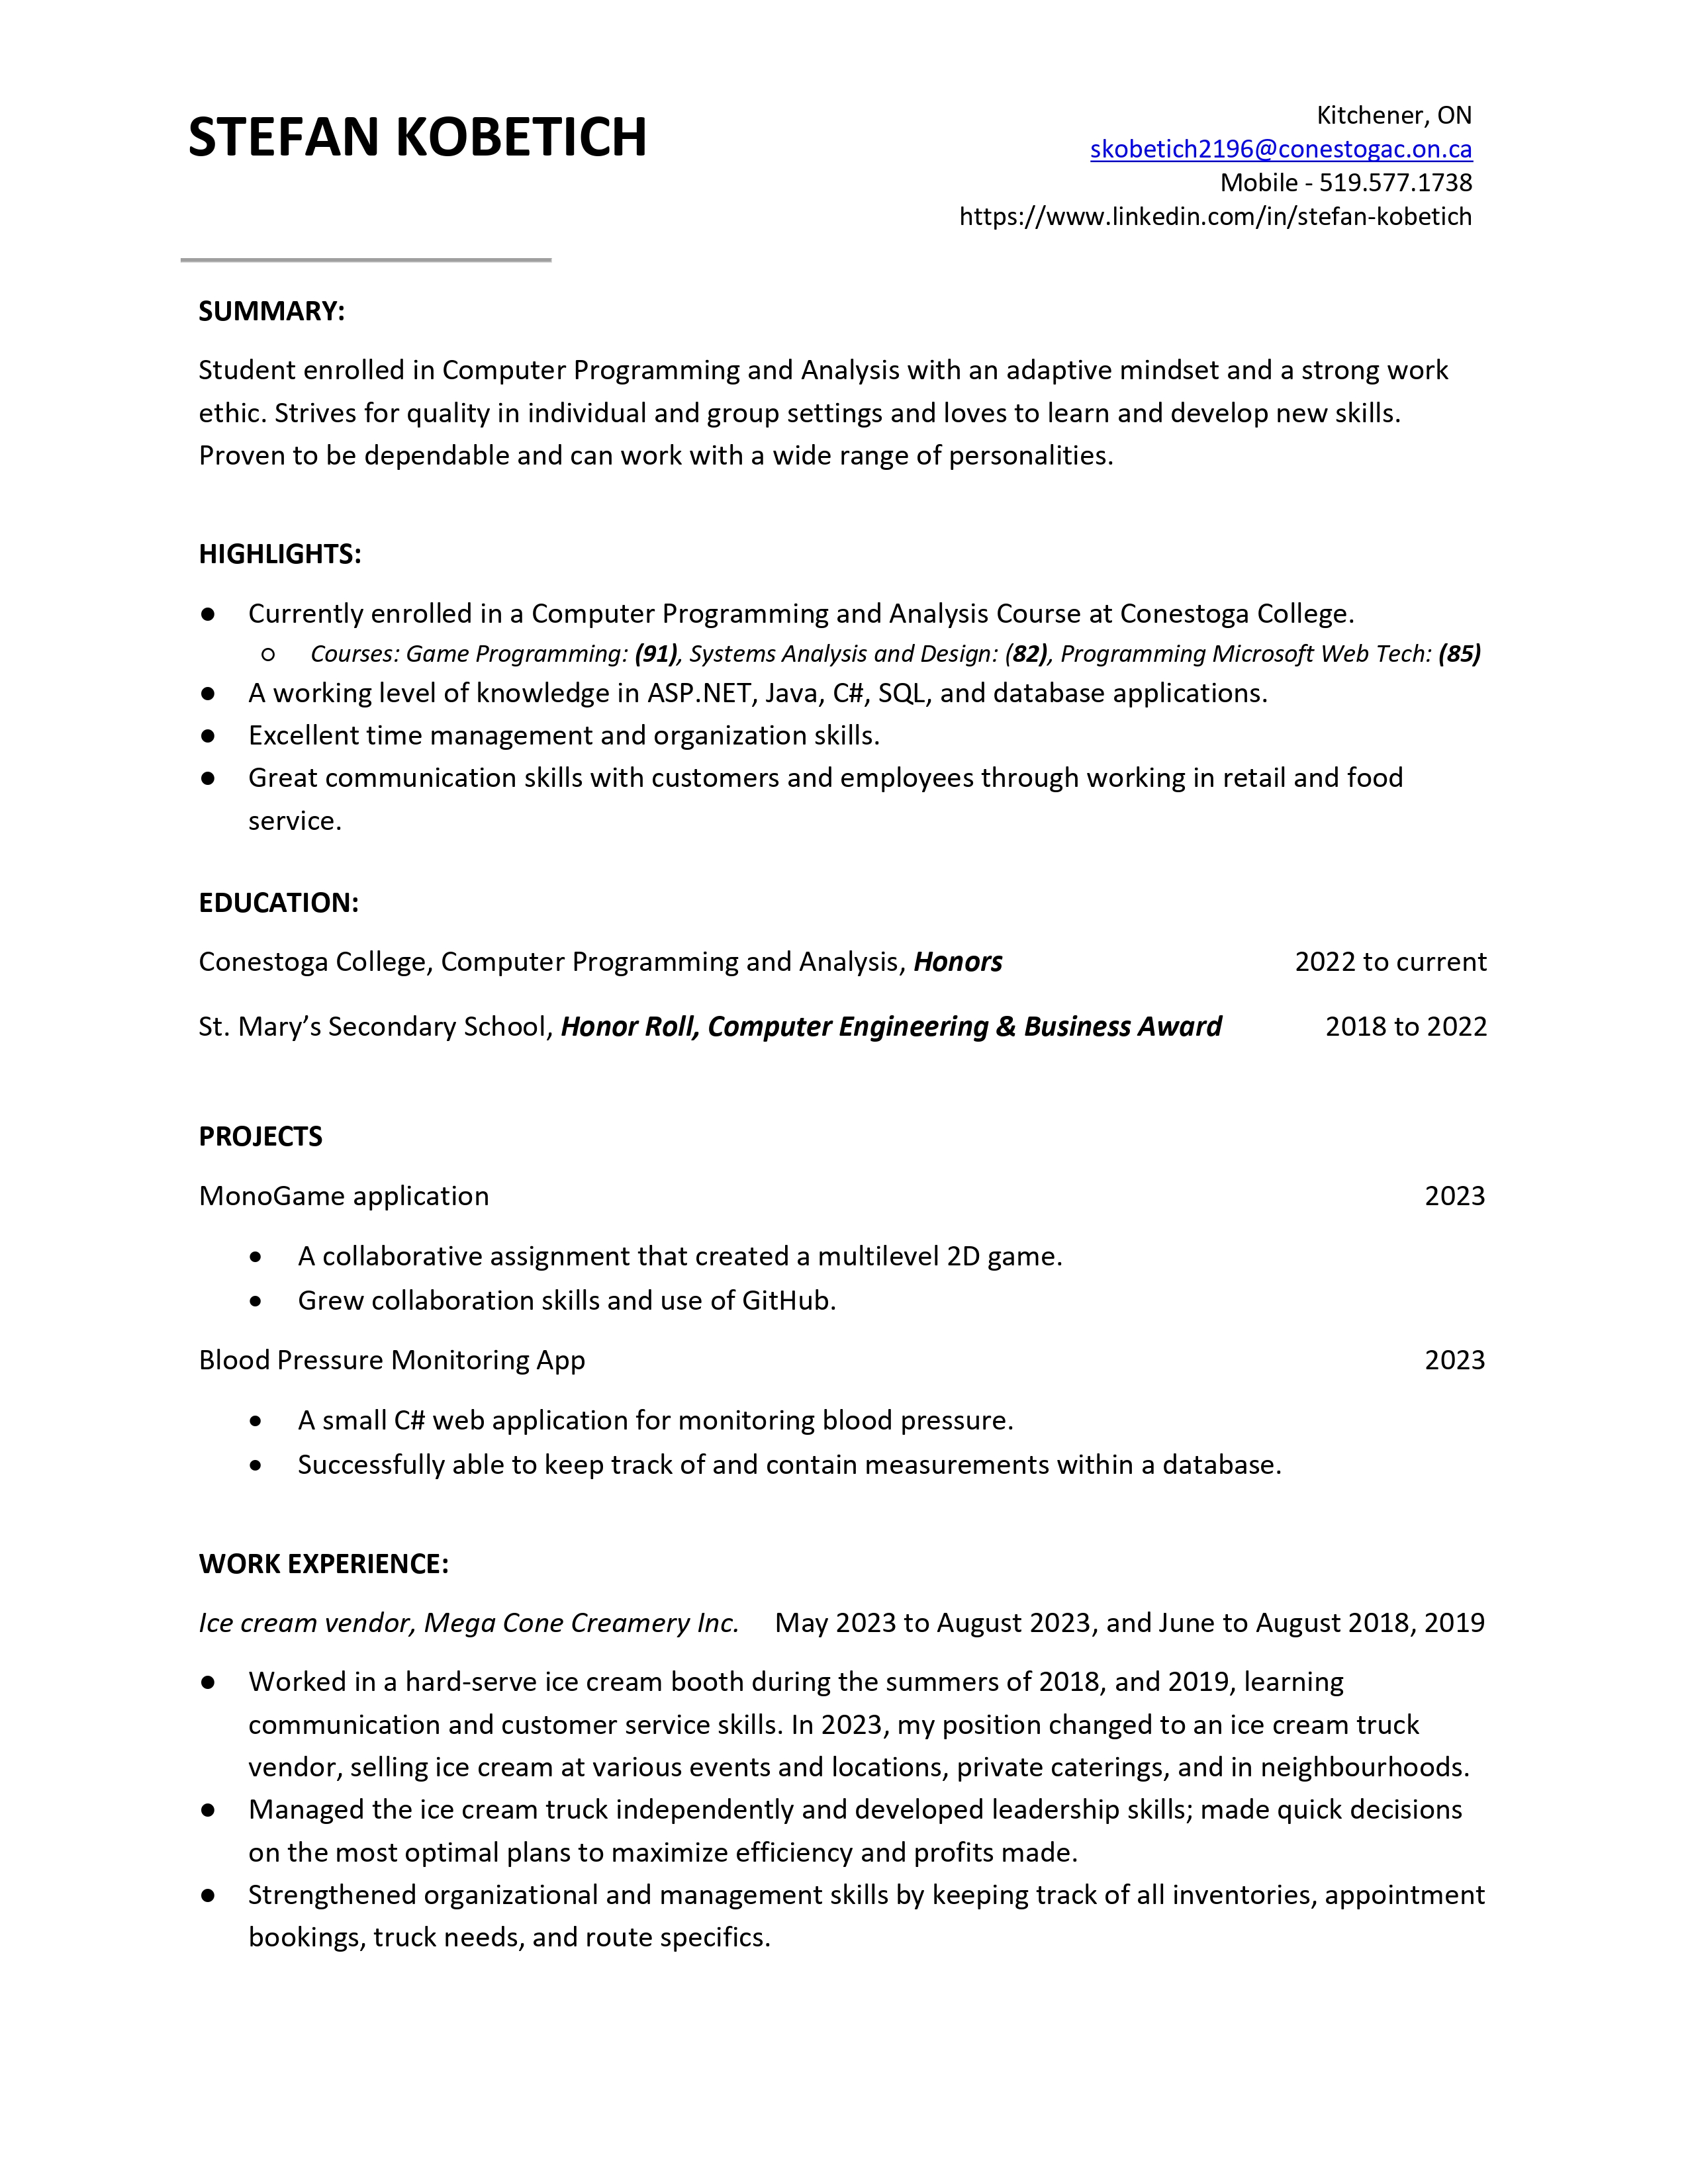 STEFAN KOBETICH
Kitchener, ON
skobetich2196@conestogac.on.ca
Mobile - 519.577.1738
https://www.linkedin.com/in/stefan-kobetich
SUMMARY:
Student enrolled in Computer Programming and Analysis with an adaptive mindset and a strong work
ethic. Strives for quality in individual and group settings and loves to learn and develop new skills.
Proven to be dependable and can work with a wide range of personalities.
HIGHLIGHTS:
● Currently enrolled in a Computer Programming and Analysis Course at Conestoga College.
○ Courses: Game Programming: (91), Systems Analysis and Design: (82), Programming Microsoft Web Tech: (85)
● A working level of knowledge in ASP.NET, Java, C#, SQL, and database applications.
● Excellent time management and organization skills.
● Great communication skills with customers and employees through working in retail and food
service.
EDUCATION:
Conestoga College, Computer Programming and Analysis, Honors 2022 to current
St. Mary’s Secondary School, Honor Roll, Computer Engineering & Business Award 2018 to 2022
PROJECTS
MonoGame application 2023
• A collaborative assignment that created a multilevel 2D game.
• Grew collaboration skills and use of GitHub.
Blood Pressure Monitoring App 2023
• A small C# web application for monitoring blood pressure.
• Successfully able to keep track of and contain measurements within a database.
WORK EXPERIENCE:
Ice cream vendor, Mega Cone Creamery Inc. May 2023 to August 2023, and June to August 2018, 2019
● Worked in a hard-serve ice cream booth during the summers of 2018, and 2019, learning
communication and customer service skills. In 2023, my position changed to an ice cream truck
vendor, selling ice cream at various events and locations, private caterings, and in neighbourhoods.
● Managed the ice cream truck independently and developed leadership skills; made quick decisions
on the most optimal plans to maximize efficiency and profits made.
● Strengthened organizational and management skills by keeping track of all inventories, appointment
bookings, truck needs, and route specifics.